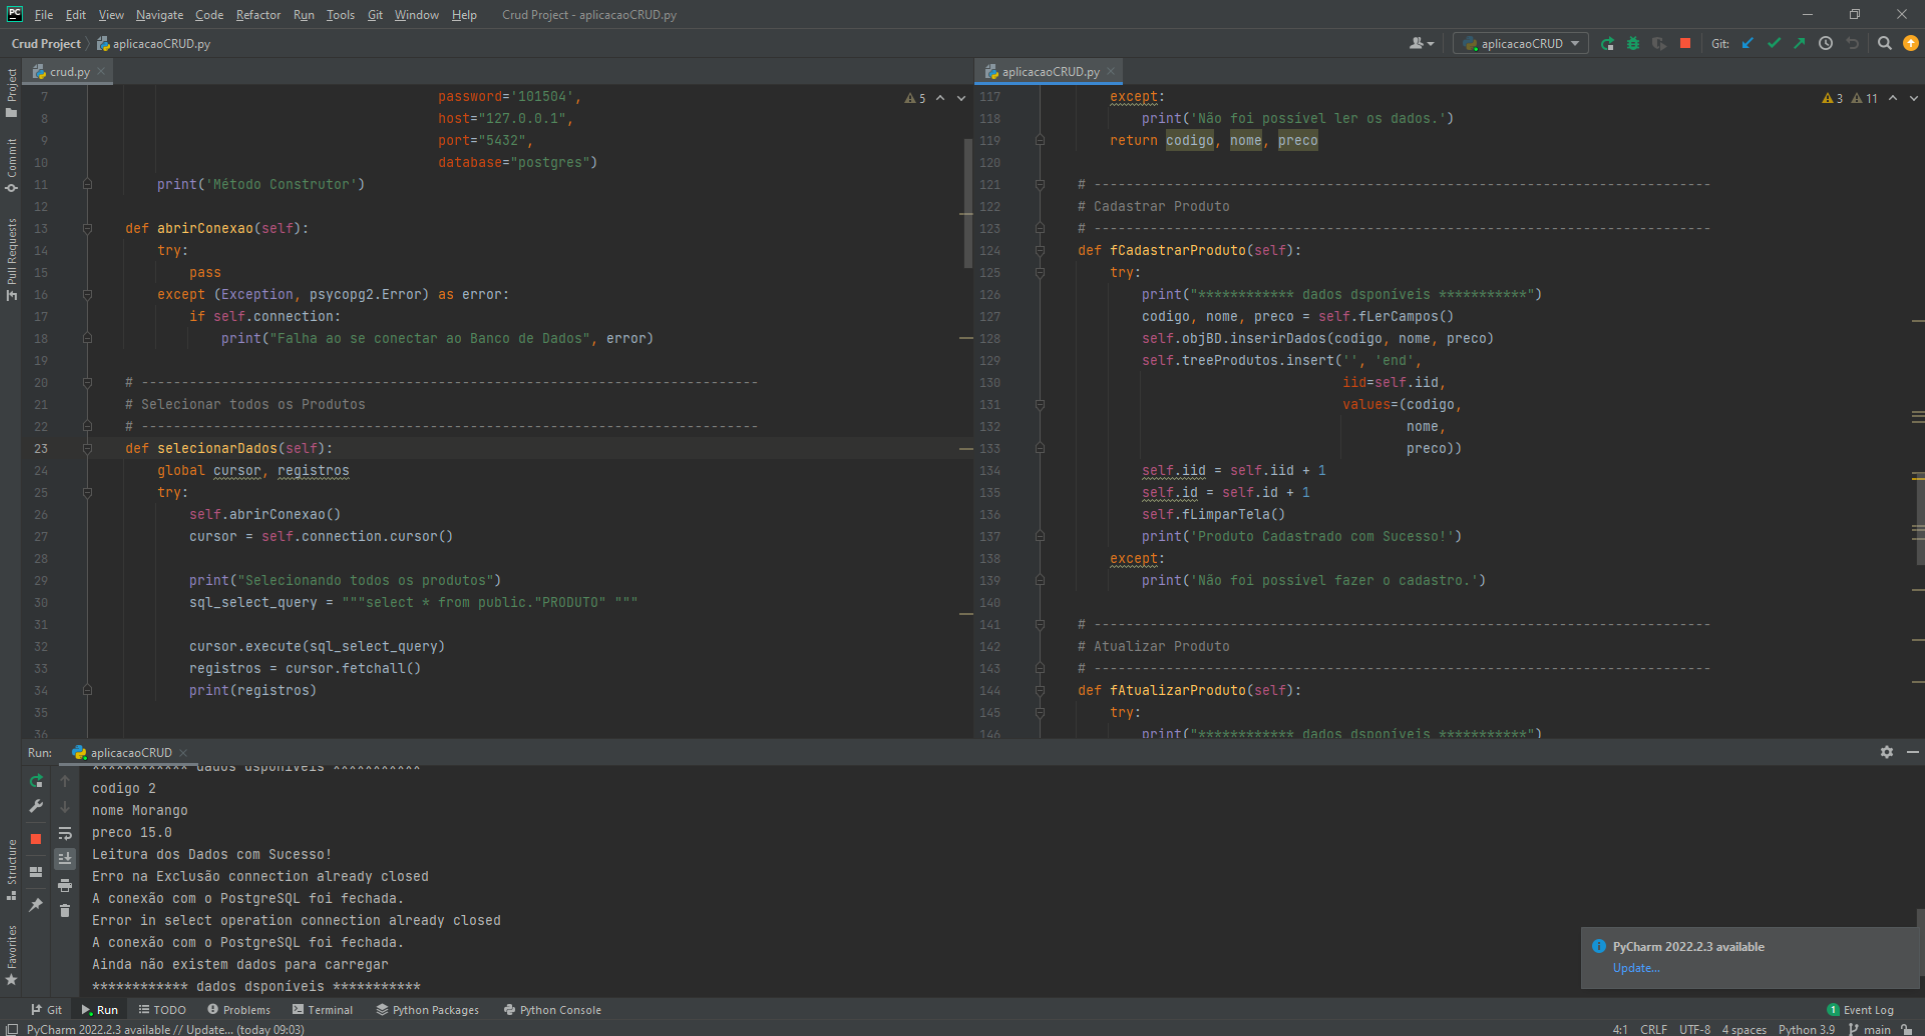 File Edit View Navigate Code Refactor Run Tools Git Window Help Crud Project - aplicacaoCRUD.py
Crud Project aplicacaoCRUD.py aplicacaoCRUD Git:
Project
Commit
Pull Requests
Structure
Favorites
crud.py
5
7 password='101504',
8 host="127.0.0.1",
9 port="5432",
10 database="postgres")
11 print('Método Construtor')
12
13 def abrirConexao(self):
14 try:
15 pass
16 except (Exception, psycopg2.Error) as error:
17 if self.connection:
18 print("Falha ao se conectar ao Banco de Dados", error)
19
20 # -----------------------------------------------------------------------------
21 # Selecionar todos os Produtos
22 # -----------------------------------------------------------------------------
23 def selecionarDados(self):
24 global cursor, registros
25 try:
26 self.abrirConexao()
27 cursor = self.connection.cursor()
28
29 print("Selecionando todos os produtos")
30 sql_select_query = """select * from public."PRODUTO" """
31
32 cursor.execute(sql_select_query)
33 registros = cursor.fetchall()
34 print(registros)
35
36
aplicacaoCRUD.py
3 11
117 except:
118 print('Não foi possível ler os dados.')
119 return codigo, nome, preco
120
121 # -----------------------------------------------------------------------------
122 # Cadastrar Produto
123 # -----------------------------------------------------------------------------
124 def fCadastrarProduto(self):
125 try:
126 print("************ dados dsponíveis ***********")
127 codigo, nome, preco = self.fLerCampos()
128 self.objBD.inserirDados(codigo, nome, preco)
129 self.treeProdutos.insert('', 'end',
130 iid=self.iid,
131 values=(codigo,
132 nome,
133 preco))
134 self.iid = self.iid + 1
135 self.id = self.id + 1
136 self.fLimparTela()
137 print('Produto Cadastrado com Sucesso!')
138 except:
139 print('Não foi possível fazer o cadastro.')
140
141 # -----------------------------------------------------------------------------
142 # Atualizar Produto
143 # -----------------------------------------------------------------------------
144 def fAtualizarProduto(self):
145 try:
146 print("************ dados dsponíveis ***********")
Run: aplicacaoCRUD
************ dados dsponíveis ***********
codigo 2
nome Morango
preco 15.0
Leitura dos Dados com Sucesso!
Erro na Exclusão connection already closed
A conexão com o PostgreSQL foi fechada.
Error in select operation connection already closed
A conexão com o PostgreSQL foi fechada.
Ainda não existem dados para carregar
************ dados dsponíveis ***********
PyCharm 2022.2.3 available
Update...
Git Run TODO Problems Terminal Python Packages Python Console 1 Event Log
PyCharm 2022.2.3 available // Update... (today 09:03) 4:1 CRLF UTF-8 4 spaces Python 3.9 main